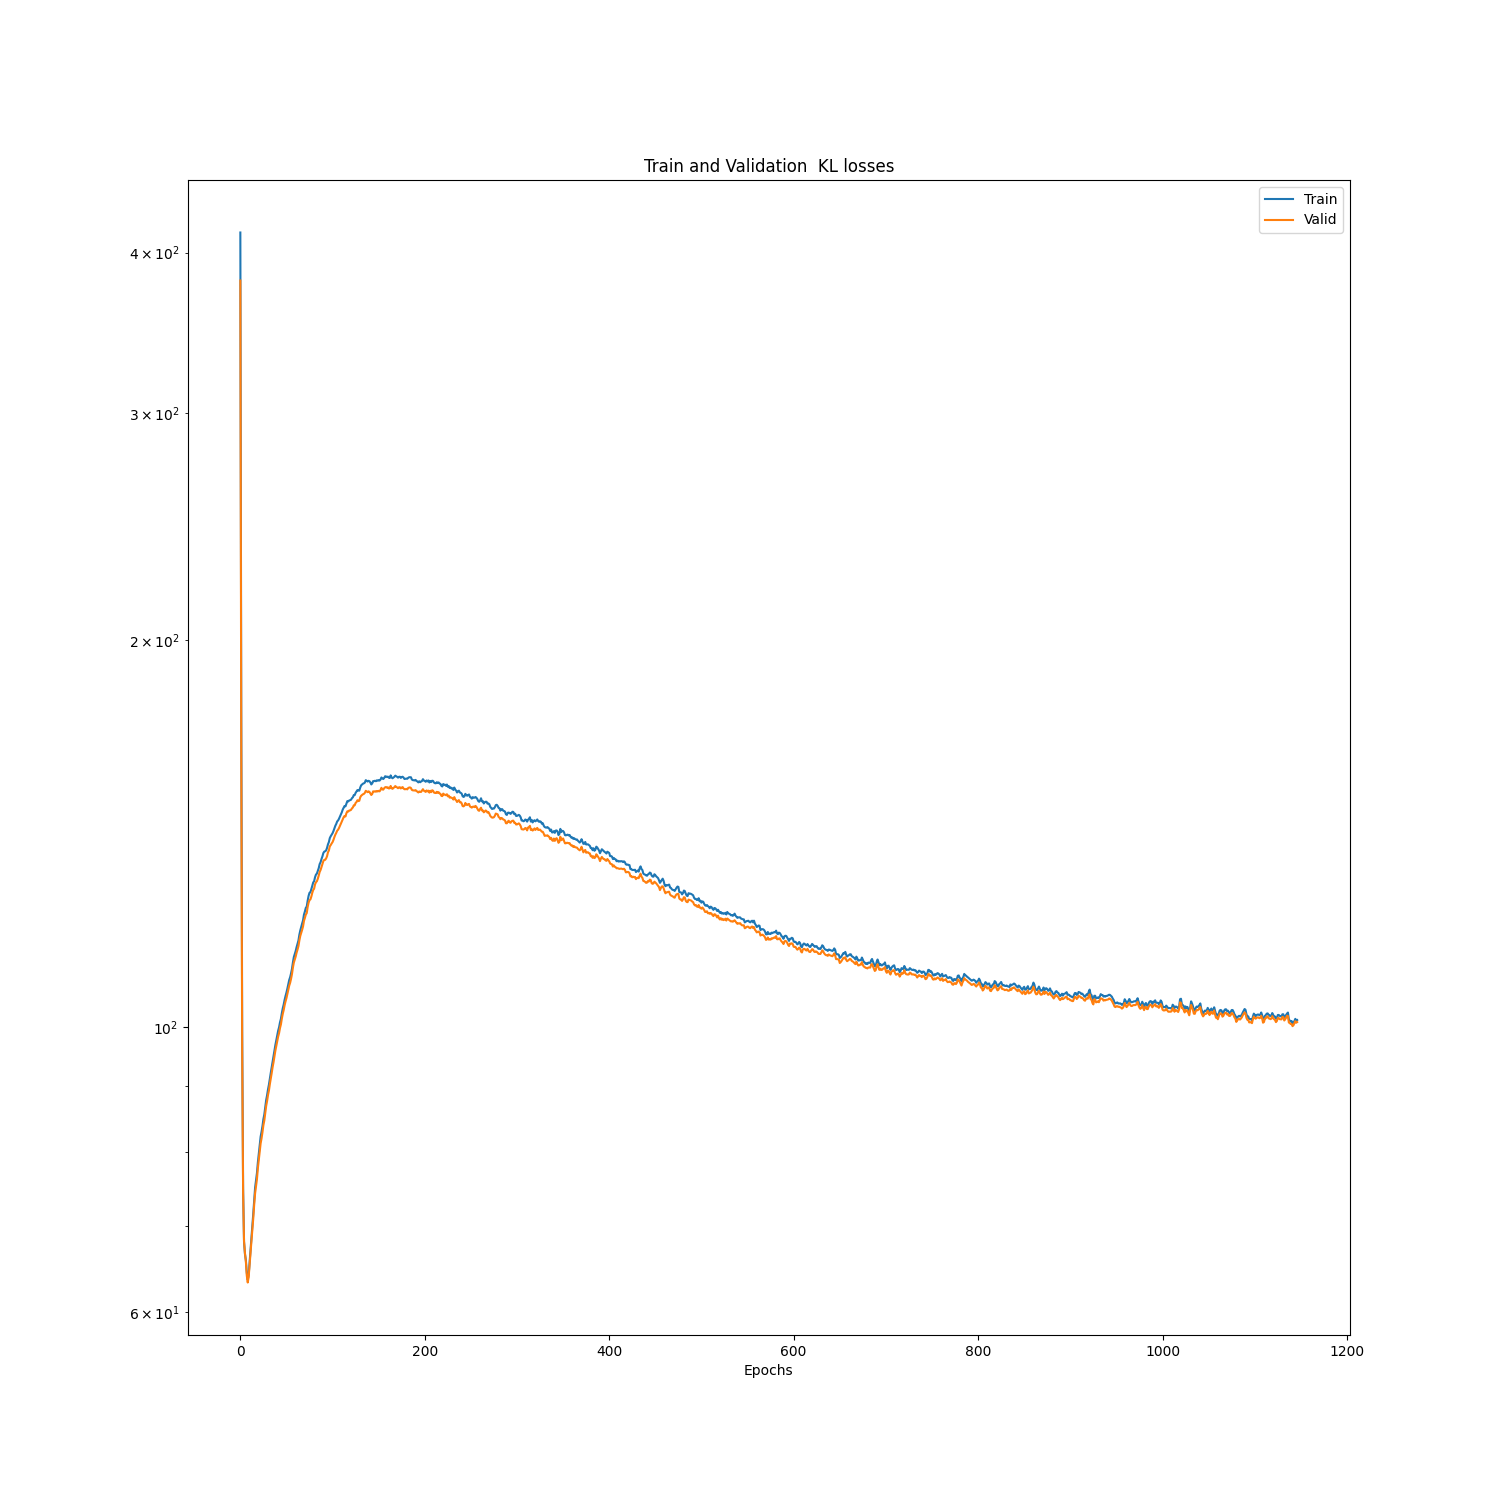 Train and Validation  KL losses
Train
Valid
4 × 10²
3 × 10²
2 × 10²
10²
6 × 10¹
0 200 400 600 800 1000 1200
Epochs